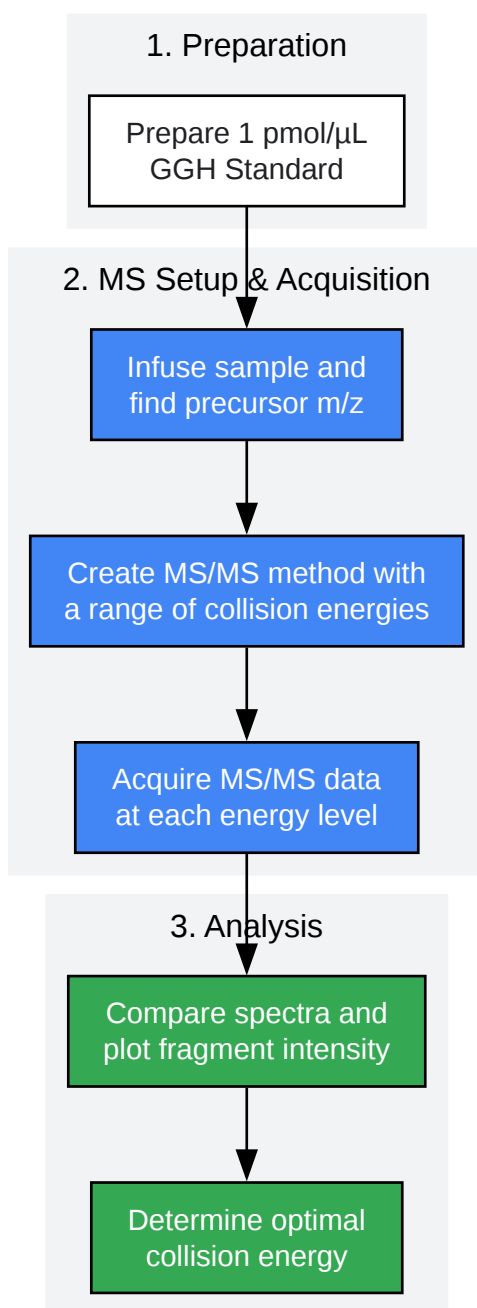 1. Preparation
Prepare 1 pmol/µL
GGH Standard
2. MS Setup & Acquisition
Infuse sample and
find precursor m/z
Create MS/MS method with
a range of collision energies
Acquire MS/MS data
at each energy level
3. Analysis
Compare spectra and
plot fragment intensity
Determine optimal
collision energy